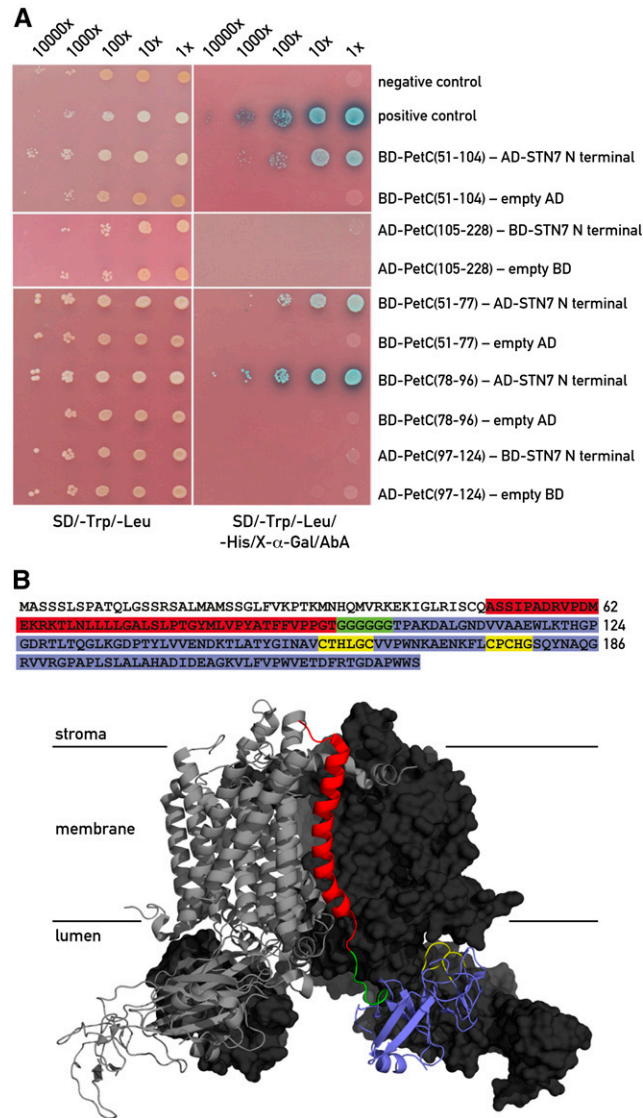 A
10000x 1000x 100x 10x 1x 10000x 1000x 100x 10x 1x
negative control
positive control
BD-PetC(51-104) – AD-STN7 N terminal
BD-PetC(51-104) – empty AD
AD-PetC(105-228) – BD-STN7 N terminal
AD-PetC(105-228) – empty BD
BD-PetC(51-77) – AD-STN7 N terminal
BD-PetC(51-77) – empty AD
BD-PetC(78-96) – AD-STN7 N terminal
BD-PetC(78-96) – empty AD
AD-PetC(97-124) – BD-STN7 N terminal
AD-PetC(97-124) – empty BD
SD/-Trp/-Leu
SD/-Trp/-Leu/
-His/X-α-Gal/AbA
B
MASSSLSPATQLGSSRSALMAMSSGLFVKPTKMNHQMVRKEKIGLRISCQASSIPADRVPDM 62
EKRKTLNLLLLGALSLPTGYMLVPYATFFVPPGTGGGGGGTPAKDALGNDVVAAEWLKTHGP 124
GDRTLTQGLKGDPTYLVVENDKTLATYGINAVCTHLGCVVPWNKAENKFLCPCHGSQYNAQG 186
RVVRGPAPLSLALAHADIDEAGKVLFVPWVETDFRTGDAPWWS
stroma
membrane
lumen